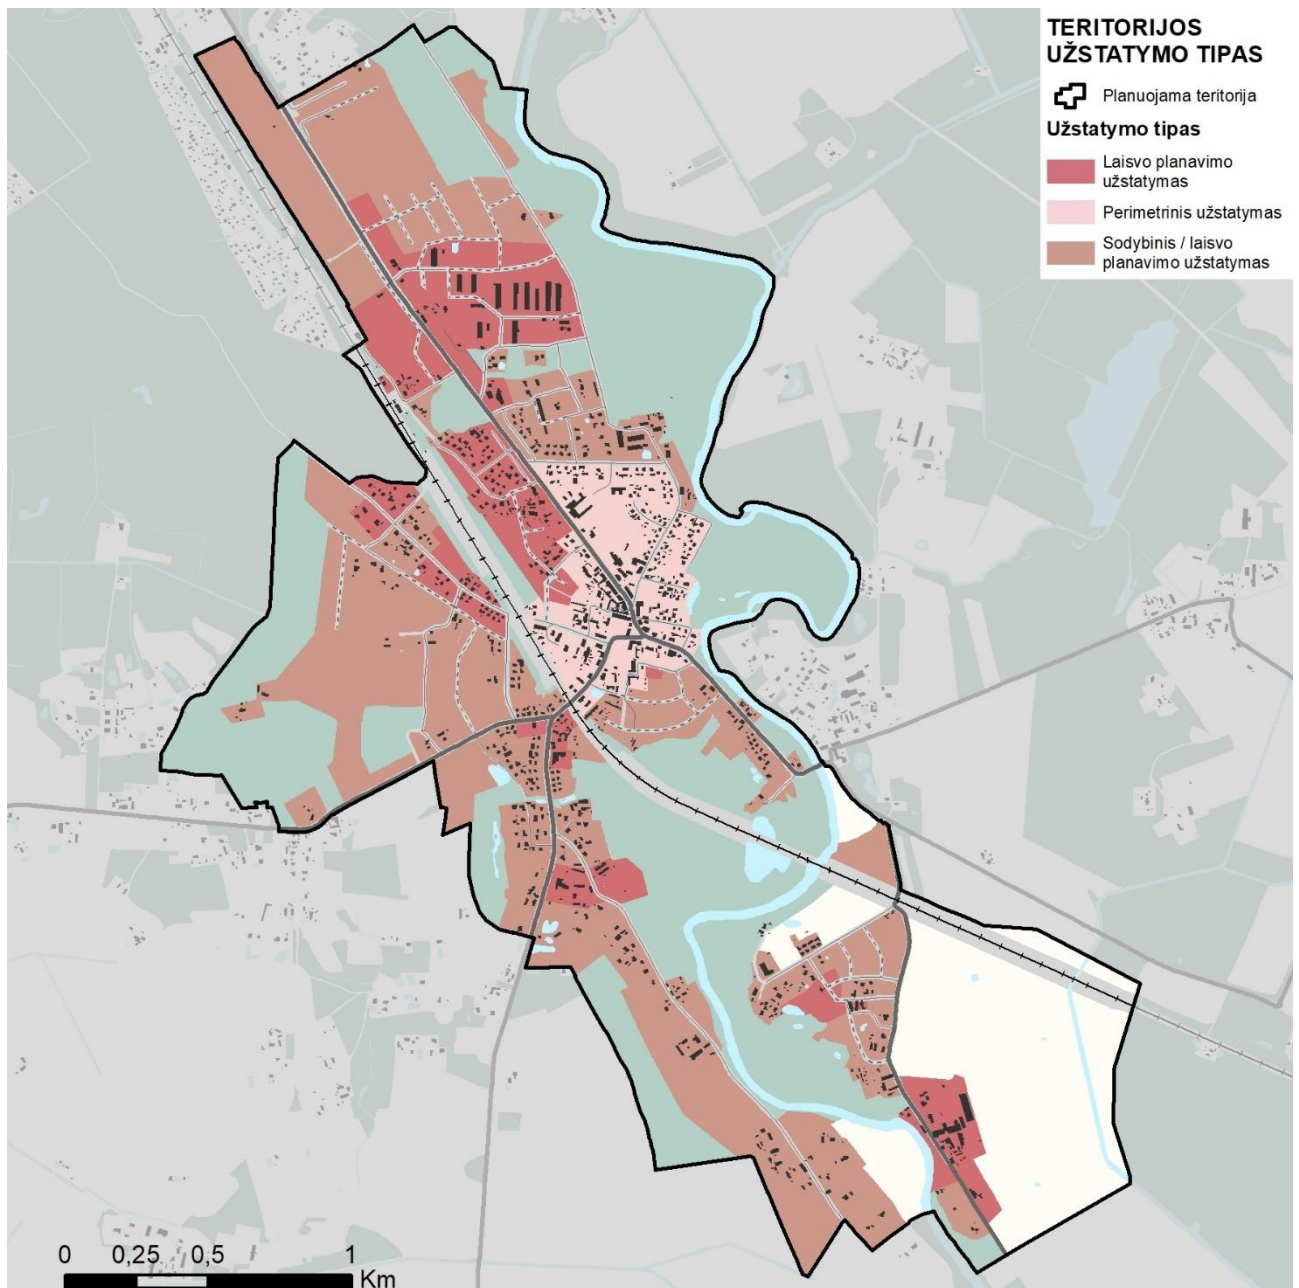 TERITORIJOS
UŽSTATYMO TIPAS
Planuojama teritorija
Užstatymo tipas
Laisvo planavimo
užstatymas
Perimetrinis užstatymas
Sodybinis / laisvo
planavimo užstatymas
0 0,25 0,5 1
Km